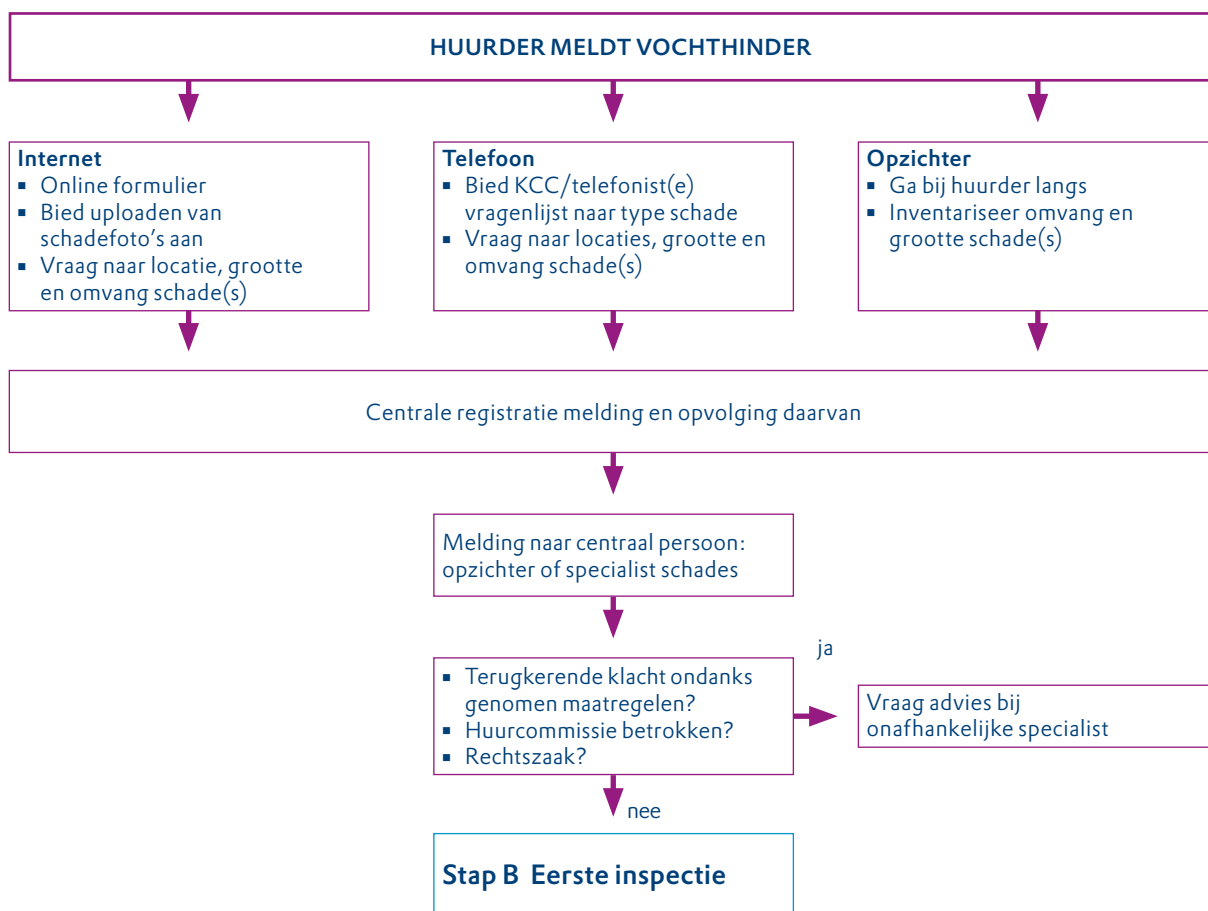 HUURDER MELDT VOCHTHINDER
Internet
▪ Online formulier
▪ Bied uploaden van
schadefoto's aan
▪ Vraag naar locatie, grootte
en omvang schade(s)
Telefoon
▪ Bied KCC/telefonist(e)
vragenlijst naar type schade
▪ Vraag naar locaties, grootte en
omvang schade(s)
Opzichter
▪ Ga bij huurder langs
▪ Inventariseer omvang en
grootte schade(s)
Centrale registratie melding en opvolging daarvan
Melding naar centraal persoon:
opzichter of specialist schades
▪ Terugkerende klacht ondanks
genomen maatregelen?
▪ Huurcommissie betrokken?
▪ Rechtszaak?
ja
Vraag advies bij
onafhankelijke specialist
nee
Stap B Eerste inspectie